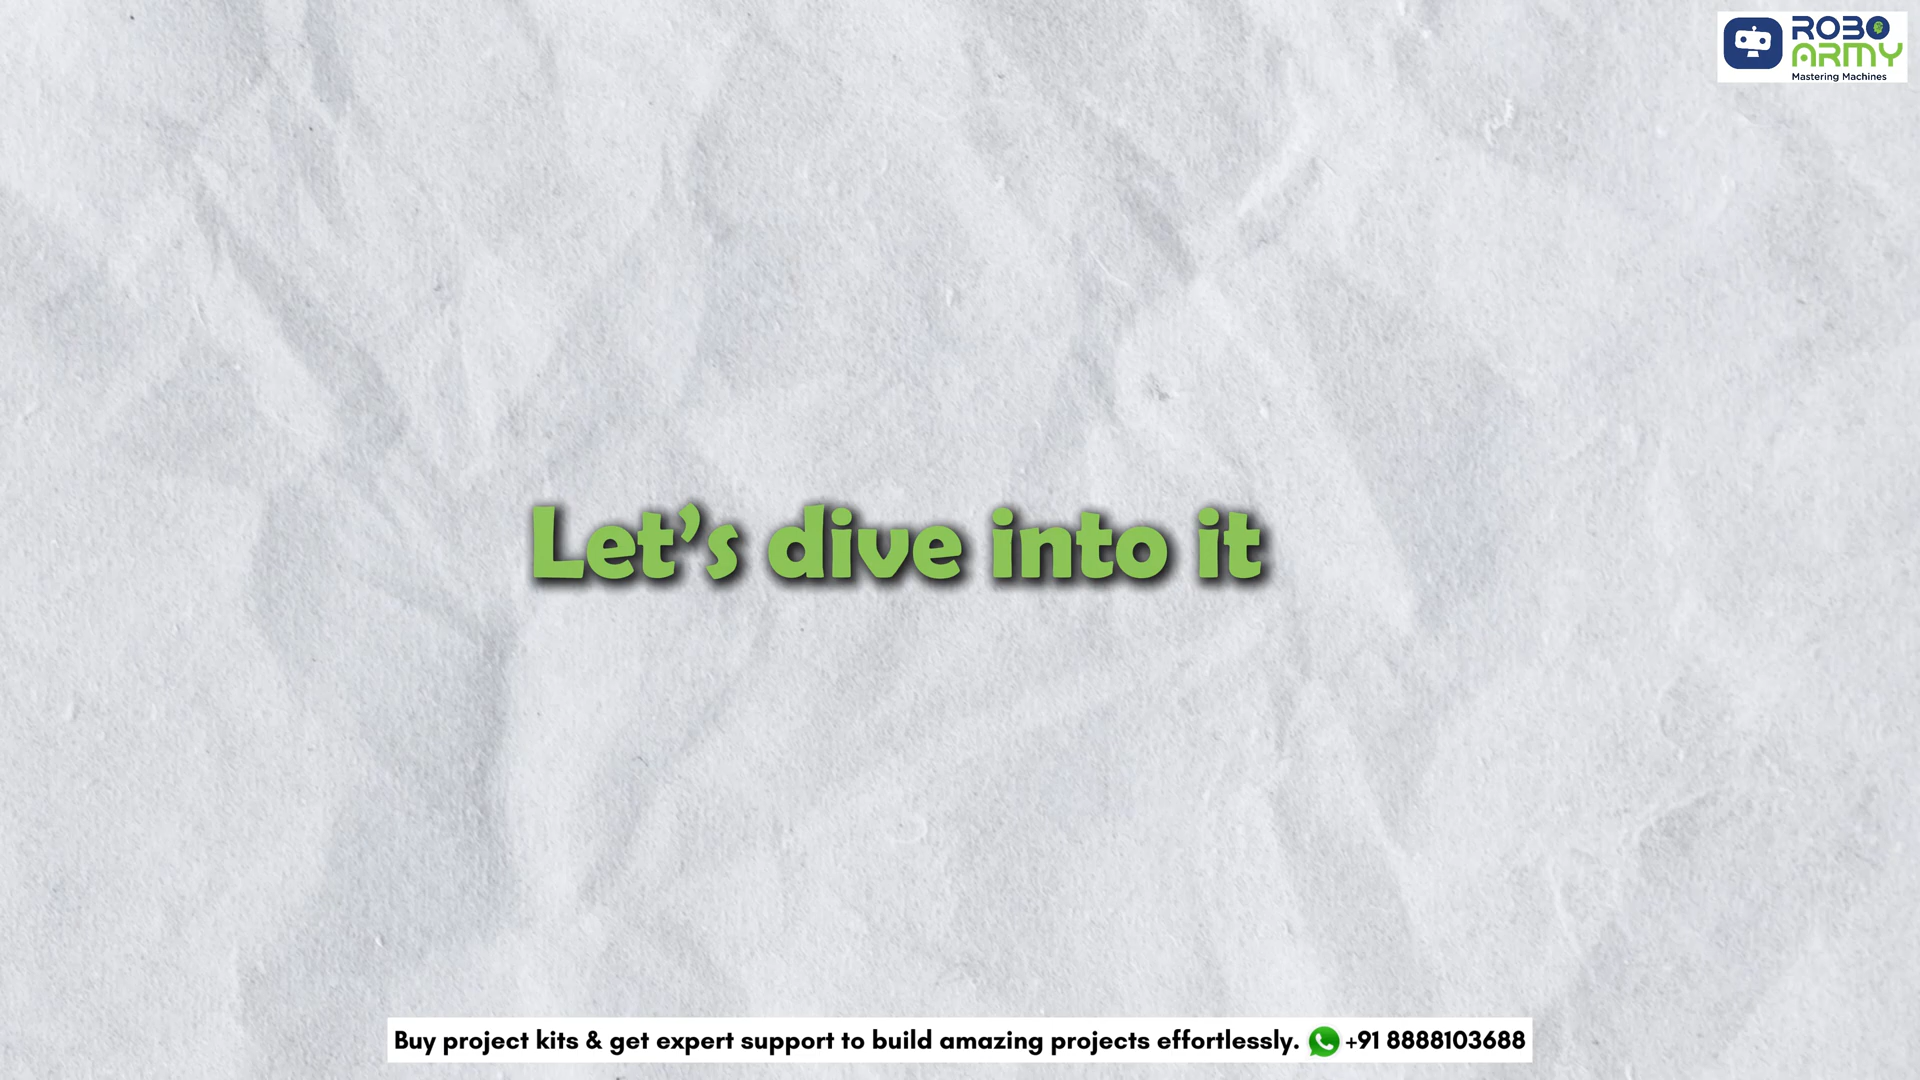 ROBO
ARMY
Mastering Machines
Let's dive into it
Buy project kits & get expert support to build amazing projects effortlessly. +91 8888103688